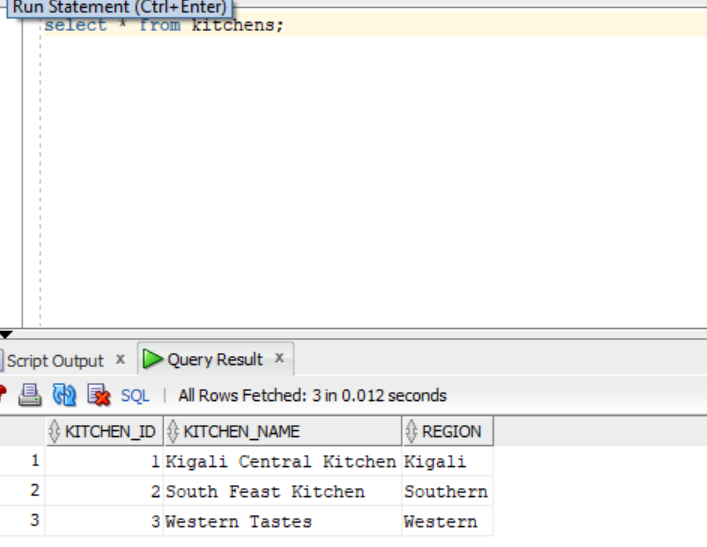 Run Statement (Ctrl+Enter)
select * from kitchens;
Script Output x Query Result x
SQL | All Rows Fetched: 3 in 0.012 seconds
KITCHEN_ID KITCHEN_NAME REGION
1 1 Kigali Central Kitchen Kigali
2 2 South Feast Kitchen Southern
3 3 Western Tastes Western